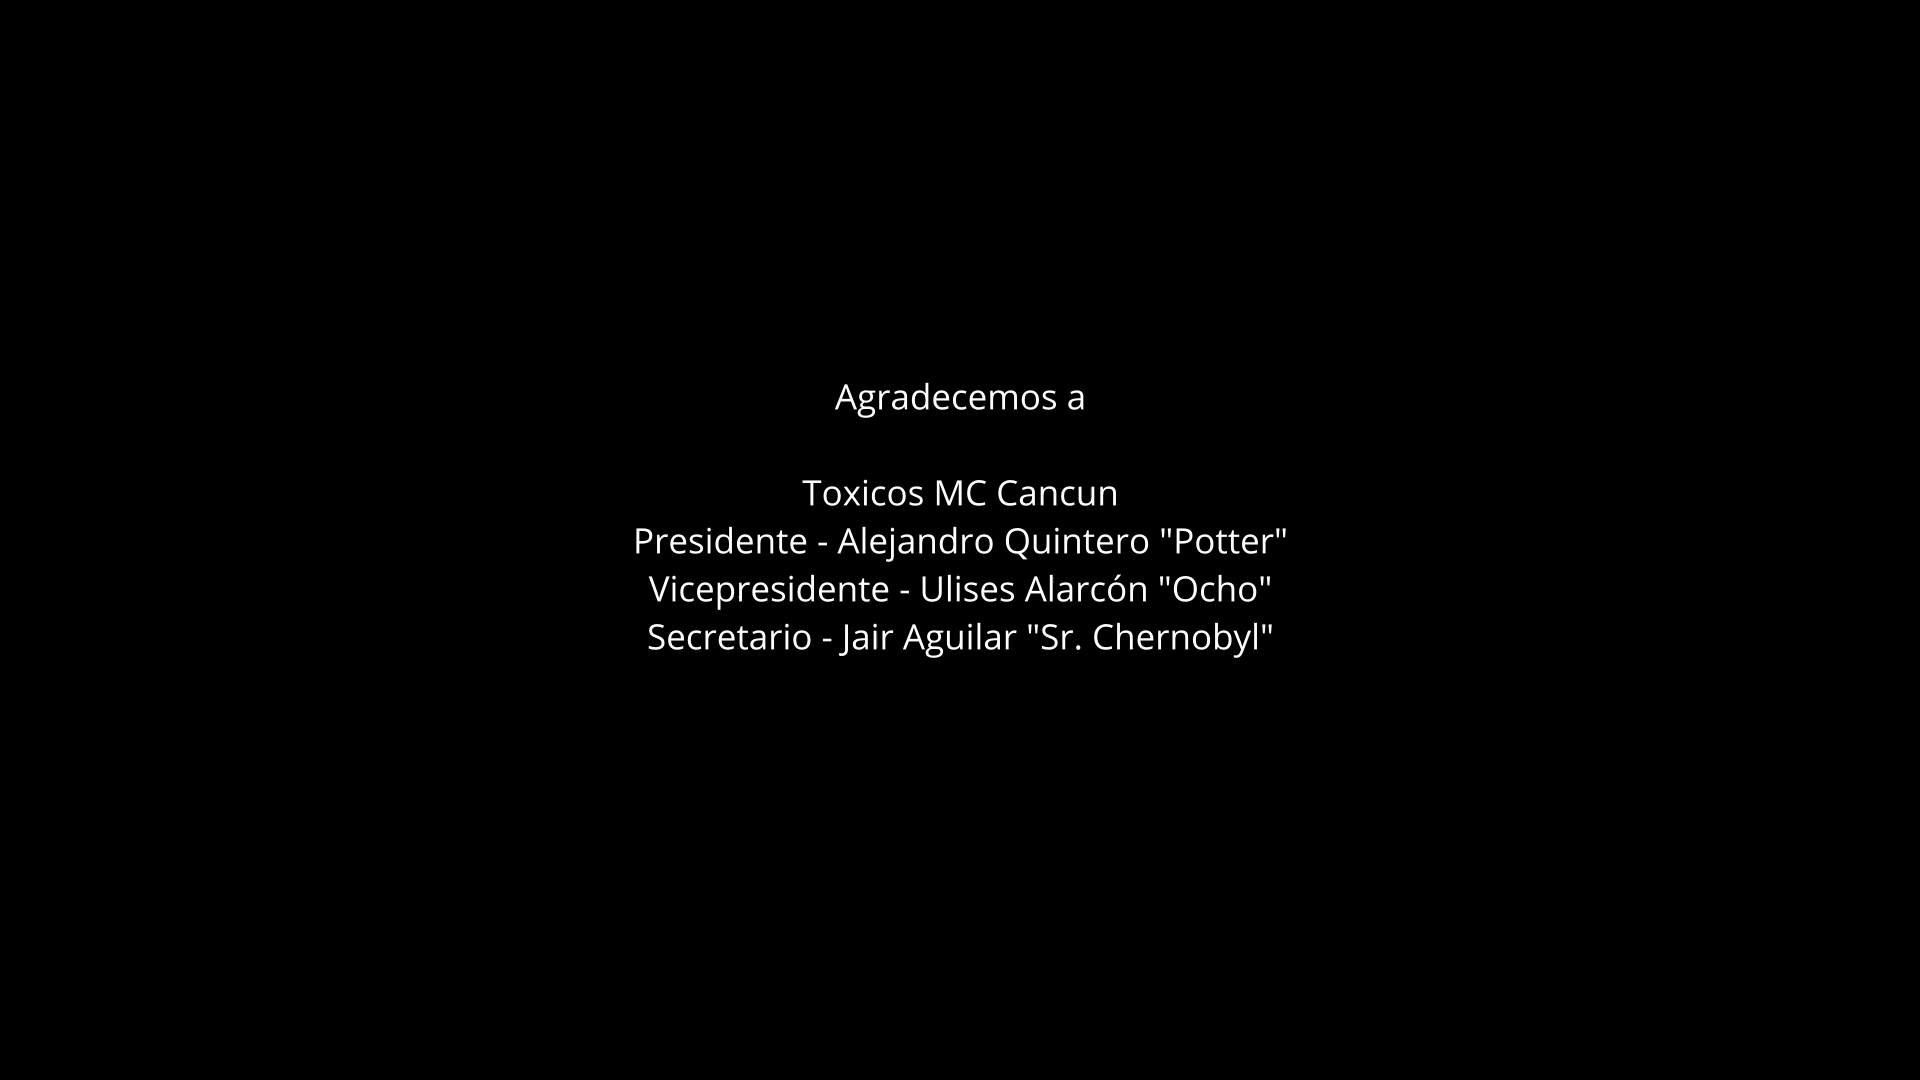 Agradecemos a
Toxicos MC Cancun
Presidente - Alejandro Quintero "Potter"
Vicepresidente - Ulises Alarcón "Ocho"
Secretario - Jair Aguilar "Sr. Chernobyl"